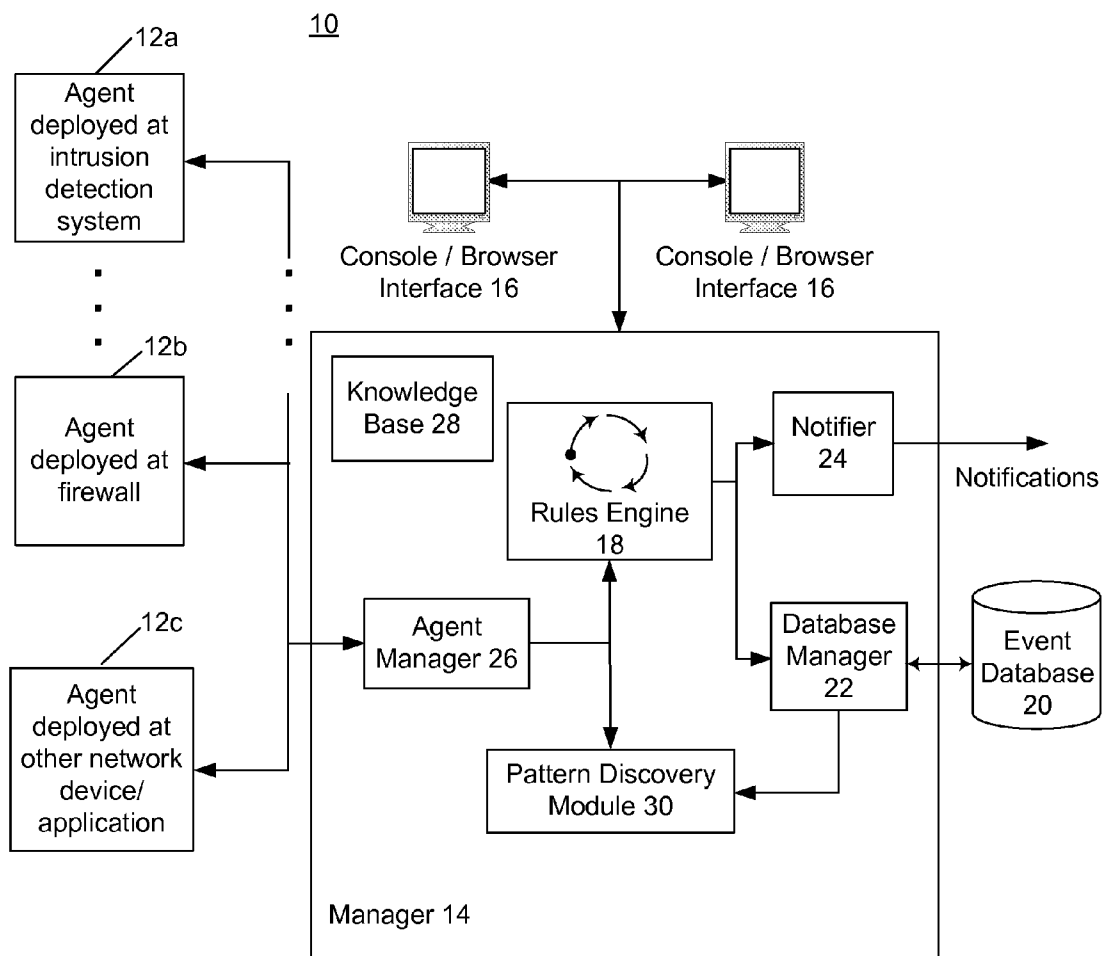 10
12a
Agent
deployed at
intrusion
detection
system
Console / Browser
Interface 16
Console / Browser
Interface 16
12b
Agent
deployed at
firewall
Knowledge
Base 28
Rules Engine
18
Notifier
24
Notifications
12c
Agent
deployed at
other network
device/
application
Agent
Manager 26
Database
Manager
22
Event
Database
20
Pattern Discovery
Module 30
Manager 14